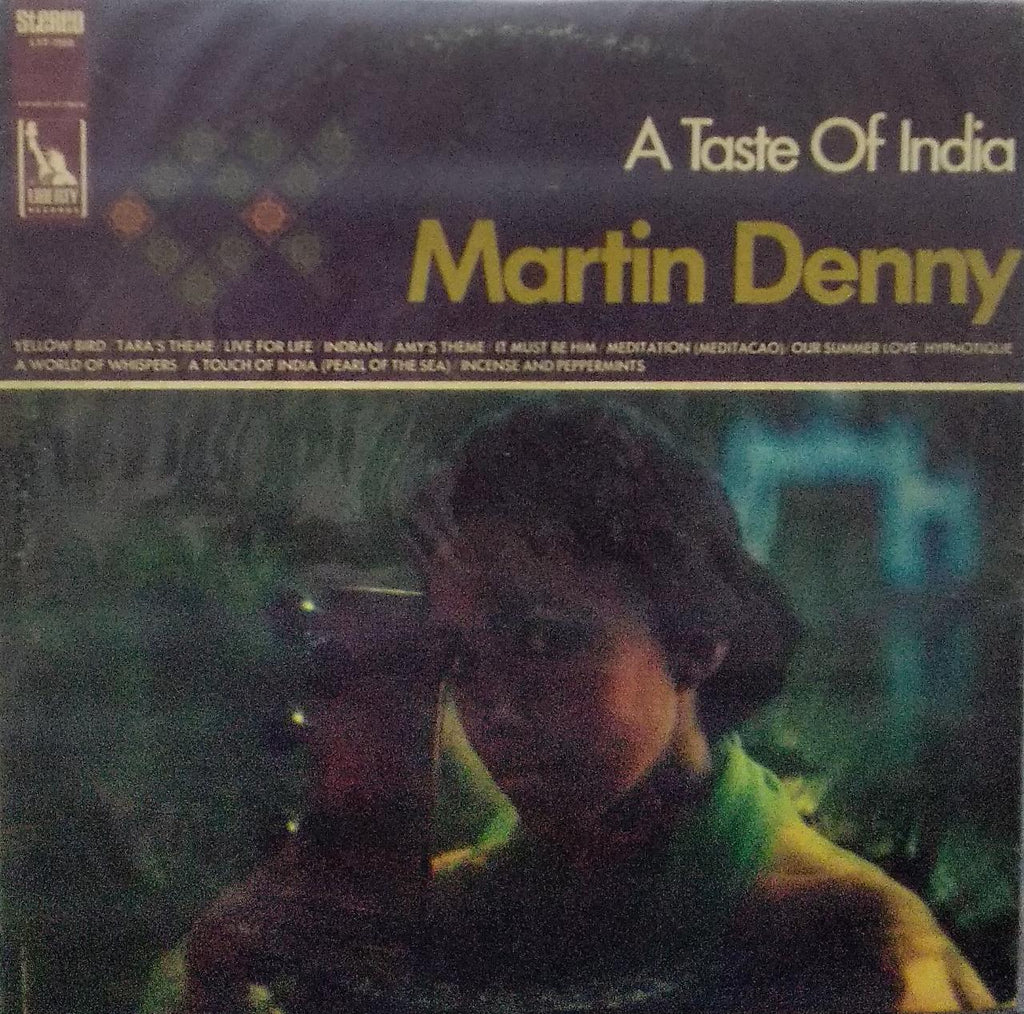 Stereo
LIBERTY
RECORDS
A Taste Of India
Martin Denny
YELLOW BIRD / TARA'S THEME / LIVE FOR LIFE / INDRANI / AMY'S THEME / IT MUST BE HIM / MEDITATION (MEDITACAO) / OUR SUMMER LOVE / HYPNOTIQUE
A WORLD OF WHISPERS / A TOUCH OF INDIA (PEARL OF THE SEA) / INCENSE AND PEPPERMINTS